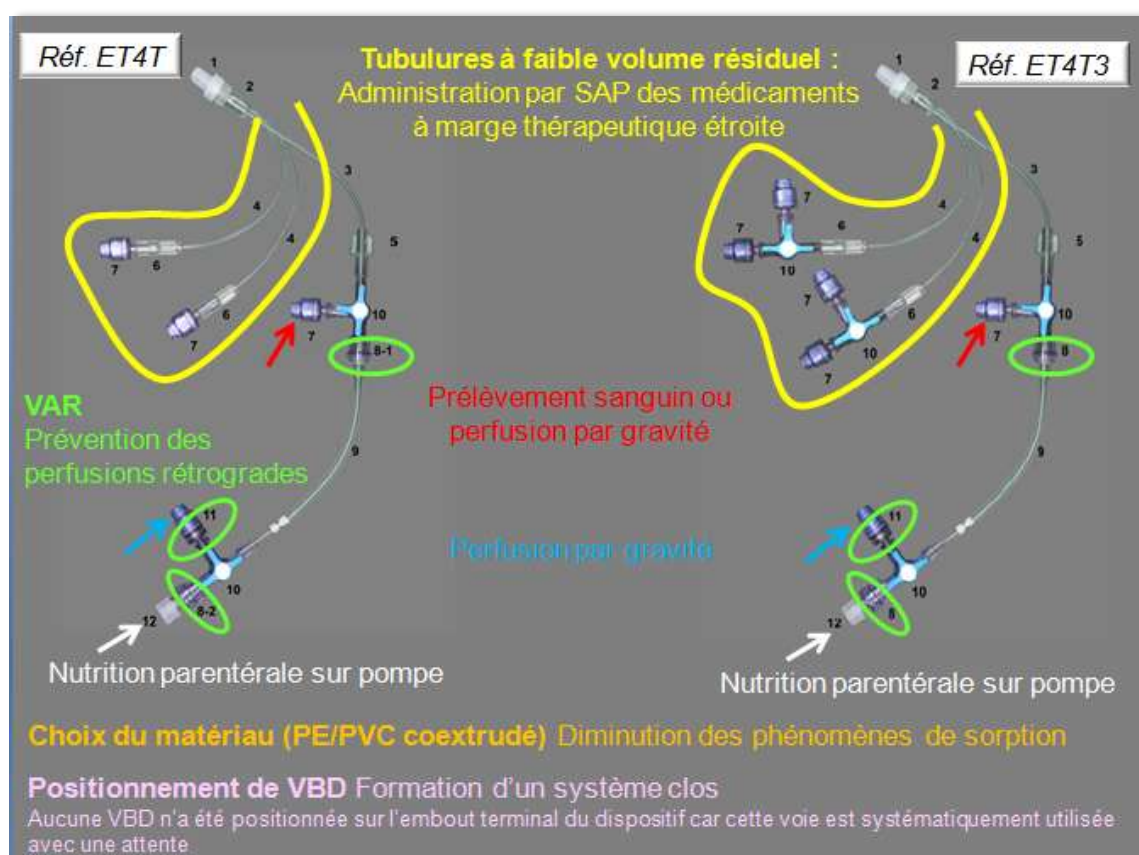 Réf. ET4T
Tubulures à faible volume résiduel :
Administration par SAP des médicaments
à marge thérapeutique étroite
Réf. ET4T3
1
2
3
4
4
5
6
7
6
7
7
10
8-1
9
11
10
8-2
12
1
2
3
7
4
7
6
4
5
10
7
6
10
7
7
10
8
9
11
10
8
12
Prélèvement sanguin ou
perfusion par gravité
VAR
Prévention des
perfusions rétrogrades
Perfusion par gravité
Nutrition parentérale sur pompe
Nutrition parentérale sur pompe
Choix du matériau (PE/PVC coextrudé) Diminution des phénomènes de sorption
Positionnement de VBD Formation d'un système clos
Aucune VBD n'a été positionnée sur l'embout terminal du dispositif car cette voie est systématiquement utilisée
avec une attente